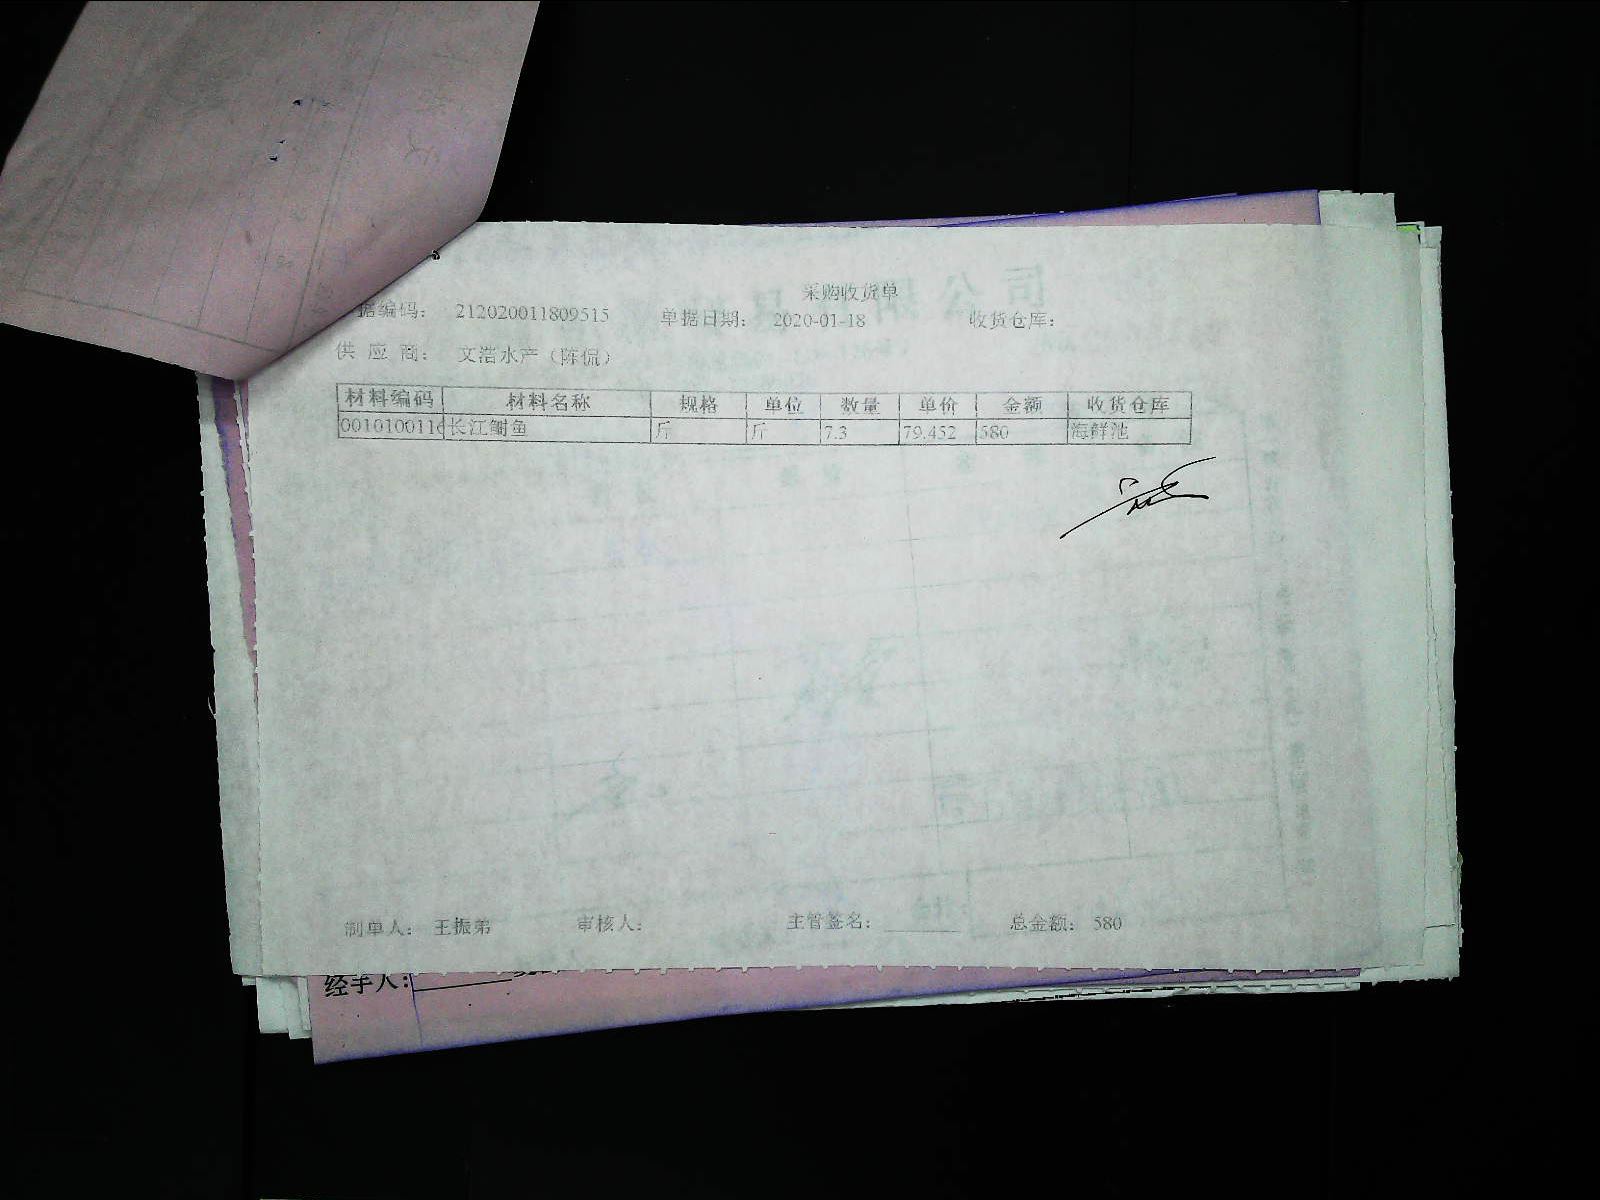 采购收货单
据编码: 212020011809515 单据日期: 2020-01-18 收货仓库:
供 应 商: 文浩水产(陈侃)
材料编码 材料名称 规格 单位 数量 单价 金额 收货仓库
0010100116 长江鮰鱼 斤 斤 7.3 79.452 580 海鲜池
制单人: 王振弟 审核人: 主管签名: 总金额: 580
经手人: